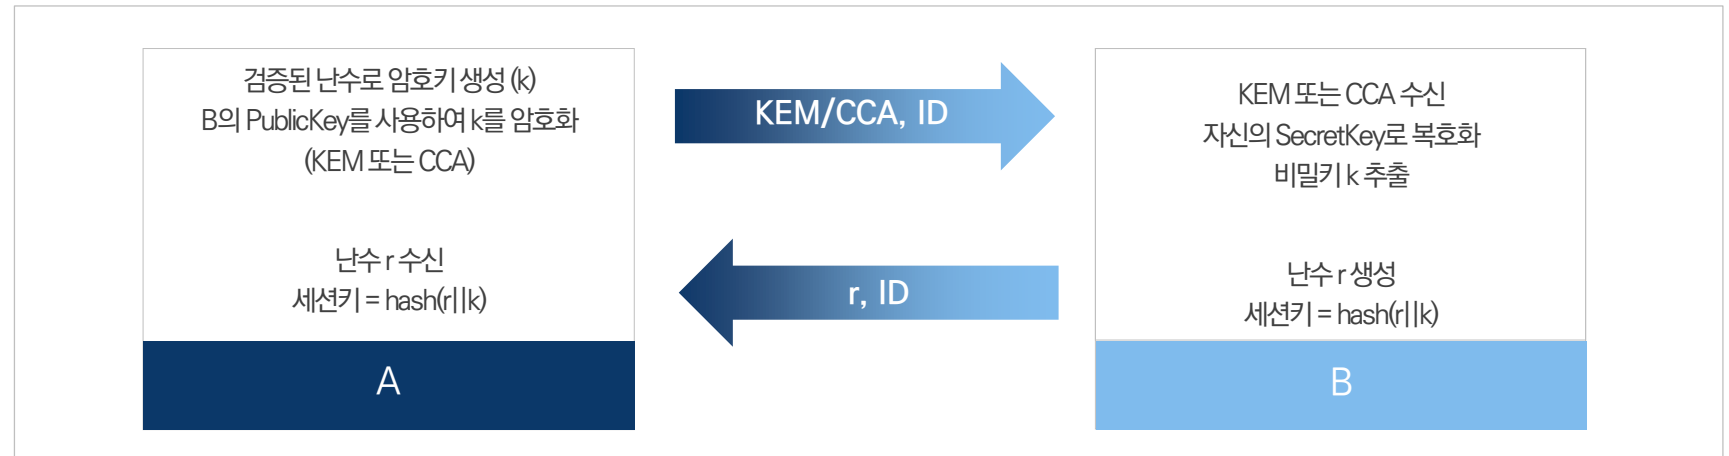 검증된 난수로 암호키 생성 (k)
B의 PublicKey를 사용하여 k를 암호화
(KEM 또는 CCA)
난수 r 수신
세션키 = hash(r||k)
A
KEM/CCA, ID
r, ID
KEM 또는 CCA 수신
자신의 SecretKey로 복호화
비밀키 k 추출
난수 r 생성
세션키 = hash(r||k)
B